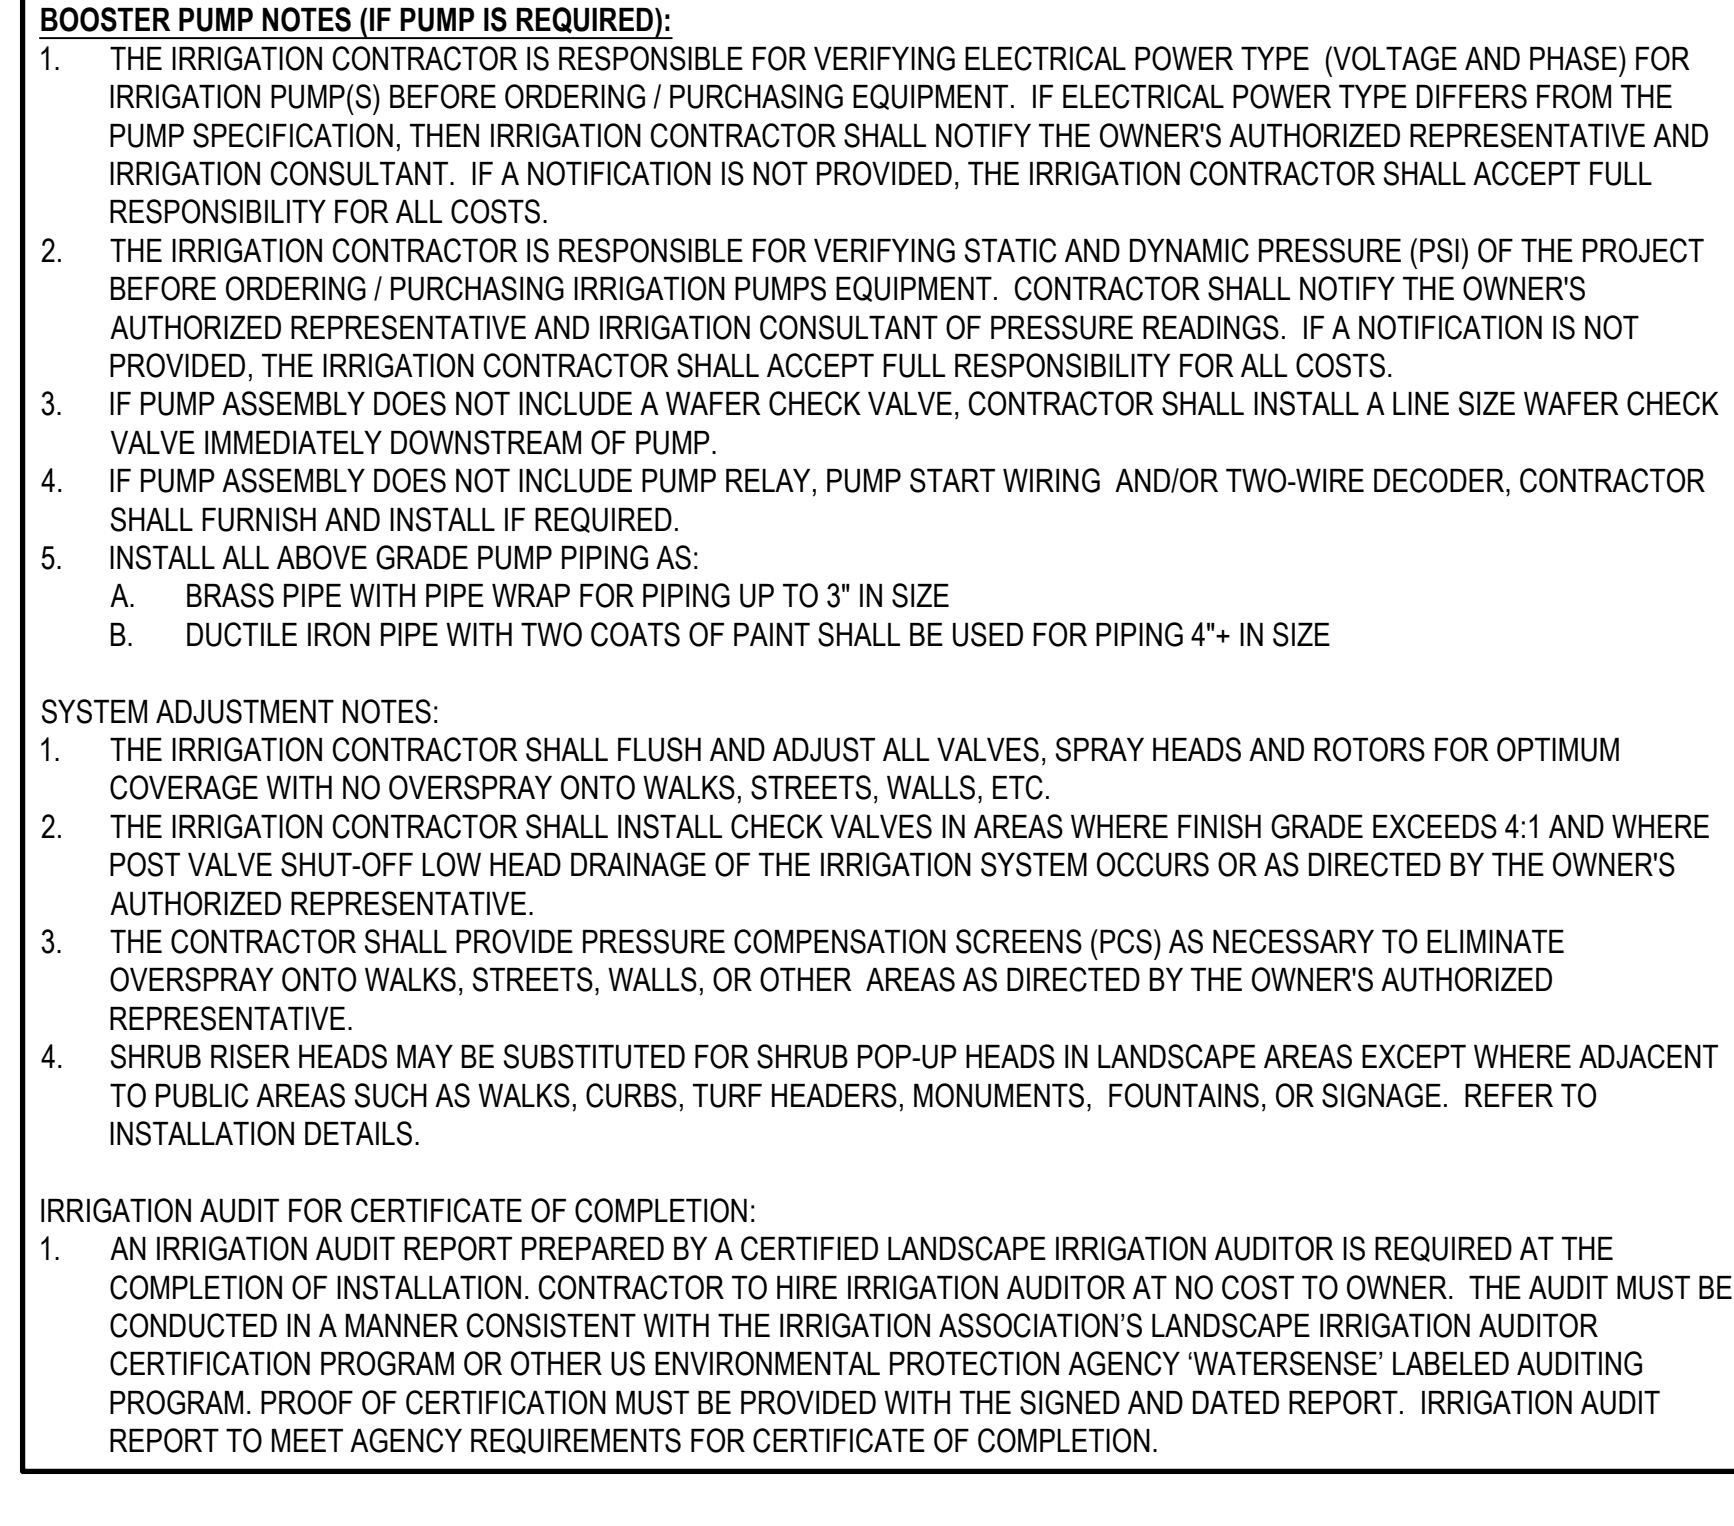 BOOSTER PUMP NOTES (IF PUMP IS REQUIRED):
1. THE IRRIGATION CONTRACTOR IS RESPONSIBLE FOR VERIFYING ELECTRICAL POWER TYPE (VOLTAGE AND PHASE) FOR
IRRIGATION PUMP(S) BEFORE ORDERING / PURCHASING EQUIPMENT. IF ELECTRICAL POWER TYPE DIFFERS FROM THE
PUMP SPECIFICATION, THEN IRRIGATION CONTRACTOR SHALL NOTIFY THE OWNER'S AUTHORIZED REPRESENTATIVE AND
IRRIGATION CONSULTANT. IF A NOTIFICATION IS NOT PROVIDED, THE IRRIGATION CONTRACTOR SHALL ACCEPT FULL
RESPONSIBILITY FOR ALL COSTS.
2. THE IRRIGATION CONTRACTOR IS RESPONSIBLE FOR VERIFYING STATIC AND DYNAMIC PRESSURE (PSI) OF THE PROJECT
BEFORE ORDERING / PURCHASING IRRIGATION PUMPS EQUIPMENT. CONTRACTOR SHALL NOTIFY THE OWNER'S
AUTHORIZED REPRESENTATIVE AND IRRIGATION CONSULTANT OF PRESSURE READINGS. IF A NOTIFICATION IS NOT
PROVIDED, THE IRRIGATION CONTRACTOR SHALL ACCEPT FULL RESPONSIBILITY FOR ALL COSTS.
3. IF PUMP ASSEMBLY DOES NOT INCLUDE A WAFER CHECK VALVE, CONTRACTOR SHALL INSTALL A LINE SIZE WAFER CHECK
VALVE IMMEDIATELY DOWNSTREAM OF PUMP.
4. IF PUMP ASSEMBLY DOES NOT INCLUDE PUMP RELAY, PUMP START WIRING AND/OR TWO-WIRE DECODER, CONTRACTOR
SHALL FURNISH AND INSTALL IF REQUIRED.
5. INSTALL ALL ABOVE GRADE PUMP PIPING AS:
A. BRASS PIPE WITH PIPE WRAP FOR PIPING UP TO 3" IN SIZE
B. DUCTILE IRON PIPE WITH TWO COATS OF PAINT SHALL BE USED FOR PIPING 4"+ IN SIZE
SYSTEM ADJUSTMENT NOTES:
1. THE IRRIGATION CONTRACTOR SHALL FLUSH AND ADJUST ALL VALVES, SPRAY HEADS AND ROTORS FOR OPTIMUM
COVERAGE WITH NO OVERSPRAY ONTO WALKS, STREETS, WALLS, ETC.
2. THE IRRIGATION CONTRACTOR SHALL INSTALL CHECK VALVES IN AREAS WHERE FINISH GRADE EXCEEDS 4:1 AND WHERE
POST VALVE SHUT-OFF LOW HEAD DRAINAGE OF THE IRRIGATION SYSTEM OCCURS OR AS DIRECTED BY THE OWNER'S
AUTHORIZED REPRESENTATIVE.
3. THE CONTRACTOR SHALL PROVIDE PRESSURE COMPENSATION SCREENS (PCS) AS NECESSARY TO ELIMINATE
OVERSPRAY ONTO WALKS, STREETS, WALLS, OR OTHER AREAS AS DIRECTED BY THE OWNER'S AUTHORIZED
REPRESENTATIVE.
4. SHRUB RISER HEADS MAY BE SUBSTITUTED FOR SHRUB POP-UP HEADS IN LANDSCAPE AREAS EXCEPT WHERE ADJACENT
TO PUBLIC AREAS SUCH AS WALKS, CURBS, TURF HEADERS, MONUMENTS, FOUNTAINS, OR SIGNAGE. REFER TO
INSTALLATION DETAILS.
IRRIGATION AUDIT FOR CERTIFICATE OF COMPLETION:
1. AN IRRIGATION AUDIT REPORT PREPARED BY A CERTIFIED LANDSCAPE IRRIGATION AUDITOR IS REQUIRED AT THE
COMPLETION OF INSTALLATION. CONTRACTOR TO HIRE IRRIGATION AUDITOR AT NO COST TO OWNER. THE AUDIT MUST BE
CONDUCTED IN A MANNER CONSISTENT WITH THE IRRIGATION ASSOCIATION’S LANDSCAPE IRRIGATION AUDITOR
CERTIFICATION PROGRAM OR OTHER US ENVIRONMENTAL PROTECTION AGENCY ‘WATERSENSE’ LABELED AUDITING
PROGRAM. PROOF OF CERTIFICATION MUST BE PROVIDED WITH THE SIGNED AND DATED REPORT. IRRIGATION AUDIT
REPORT TO MEET AGENCY REQUIREMENTS FOR CERTIFICATE OF COMPLETION.